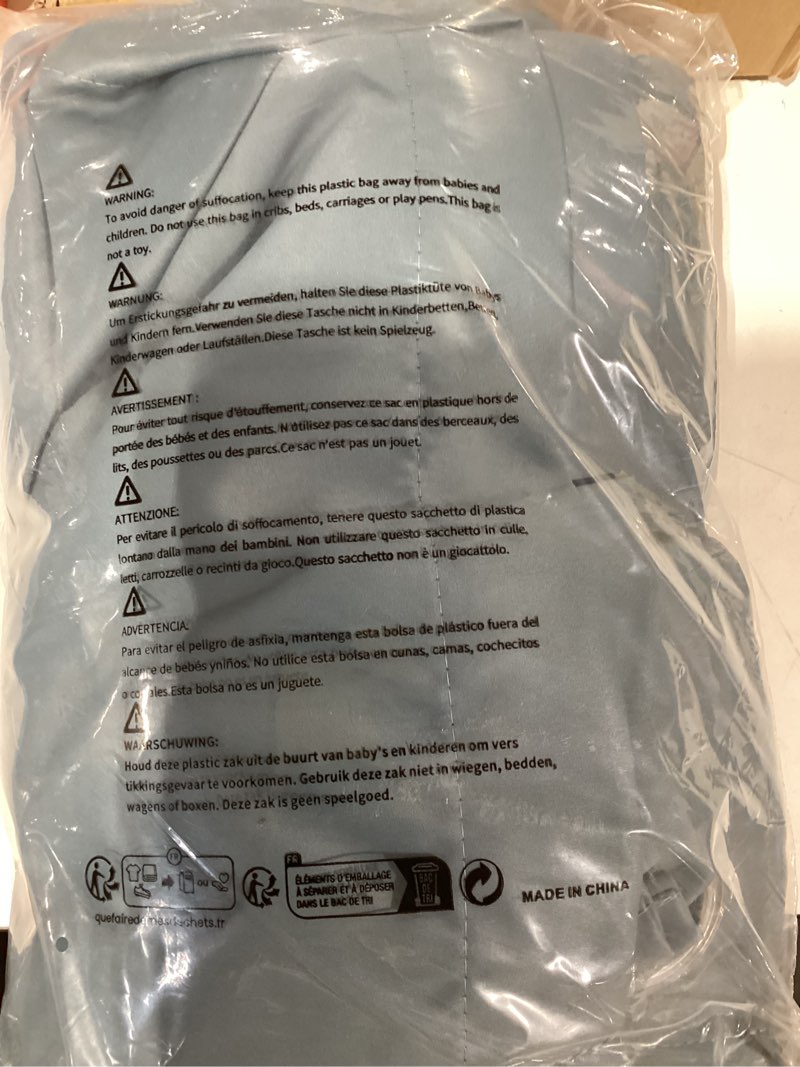 WARNING:
To avoid danger of suffocation, keep this plastic bag away from babies and
children. Do not use this bag in cribs, beds, carriages or play pens.This bag is
not a toy.
WARNUNG:
Um Erstickungsgefahr zu vermeiden, halten Sie diese Plastiktüte von Babys
und Kindern fern.Verwenden Sie diese Tasche nicht in Kinderbetten,
Kinderwagen oder Laufställen.Diese Tasche ist kein Spielzeug.
AVERTISSEMENT :
Pour éviter tout risque d'étouffement, conservez ce sac en plastique hors de
portée des bébés et des enfants. N'utilisez pas ce sac dans des berceaux, des
lits, des poussettes ou des parcs.Ce sac n'est pas un jouet.
ATTENZIONE:
Per evitare il pericolo di soffocamento, tenere questo sacchetto di plastica
lontano dalla mano dei bambini. Non utilizzare questo sacchetto in culle,
letti, carrozzelle o recinti da gioco.Questo sacchetto non è un giocattolo.
ADVERTENCIA:
Para evitar el peligro de asfixia, mantenga esta bolsa de plástico fuera del
alcance de bebés yniños. No utilice esta bolsa en cunas, camas, cochecitos
o Esta bolsa no es un juguete.
WAARSCHUWING:
Houd deze plastic zak uit de buurt van baby's en kinderen om vers
tikkingsgevaar te voorkomen. Gebruik deze zak niet in wiegen, bedden,
wagens of boxen. Deze zak is geen speelgoed.
FR
OU
quefairedemesdechets.fr
FR
ÉLÉMENTS D'EMBALLAGE
À SÉPARER ET À DÉPOSER
DANS LE BAC DE TRI
BAC
DE
TRI
MADE IN CHINA